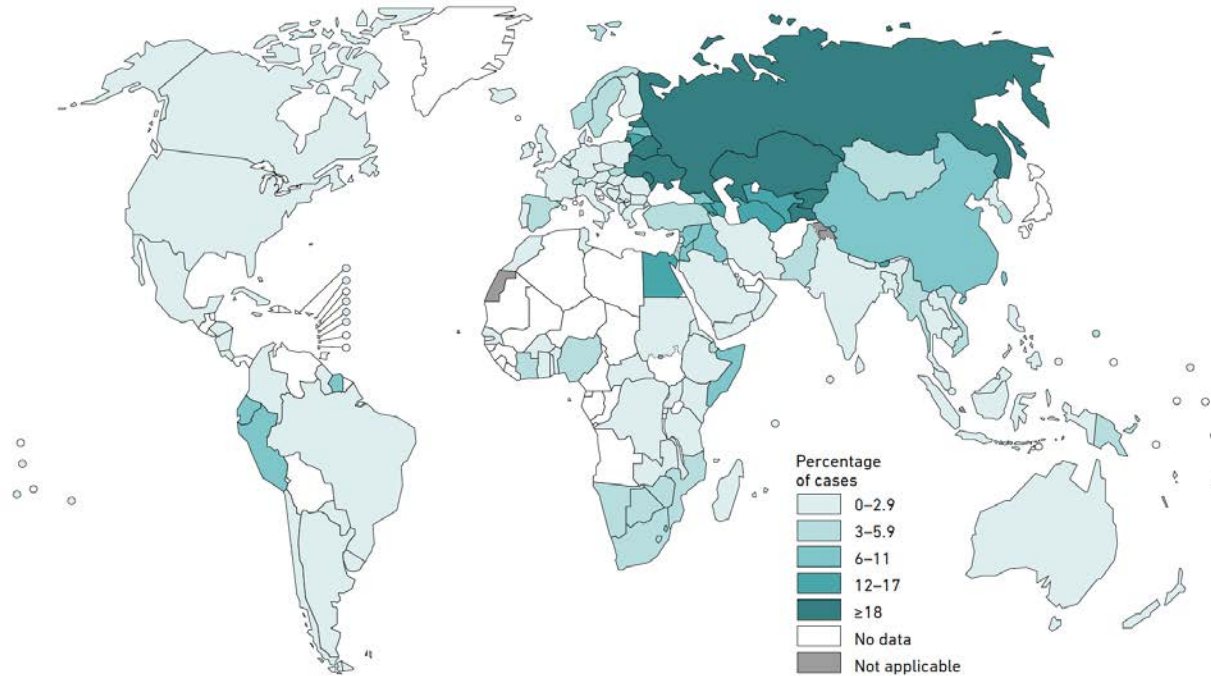 Percentage
of cases
0–2.9
3–5.9
6–11
12–17
≥18
No data
Not applicable